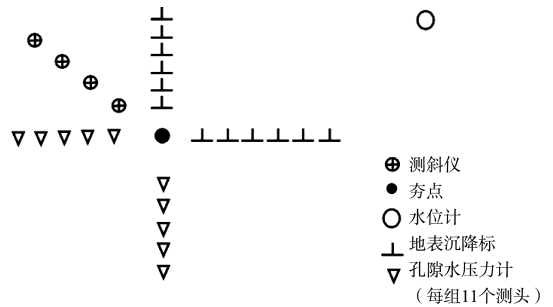 测斜仪
夯点
水位计
地表沉降标
孔隙水压力计
（每组11个测头）